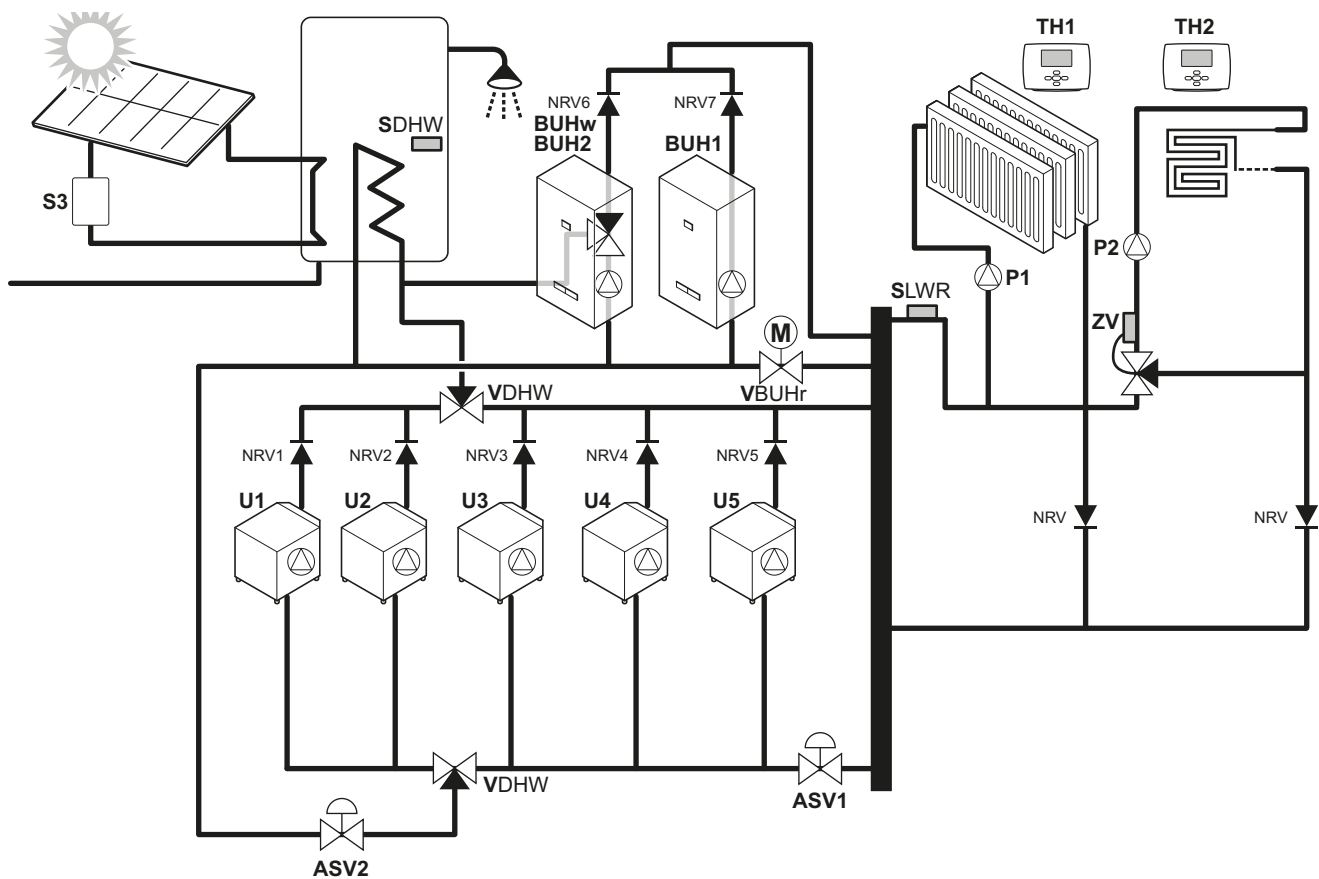 TH1
TH2
NRV6
NRV7
BUHw
BUH2
BUH1
SDHW
S3
P2
P1
SLWR
ZV
M
VDHW
VBUHr
NRV1
NRV2
NRV3
NRV4
NRV5
U1
U2
U3
U4
U5
NRV
NRV
VDHW
ASV1
ASV2